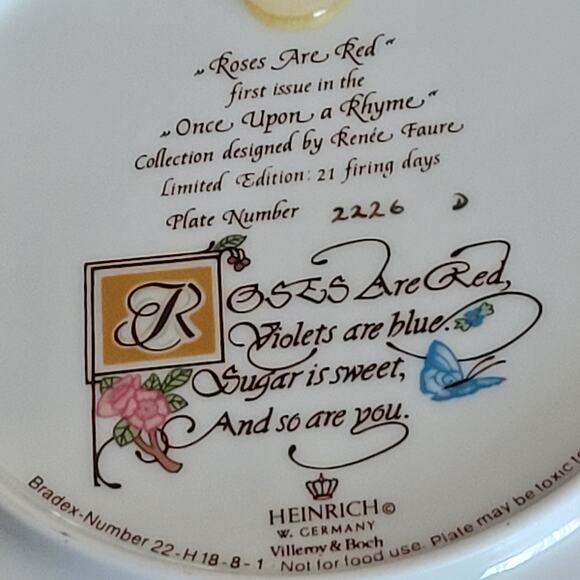 „Roses Are Red“
first issue in the
„Once Upon a Rhyme“
Collection designed by Renée Faure
Limited Edition: 21 firing days
Plate Number 2226 D
ROSES Are Red,
Violets are blue.
Sugar is sweet,
And so are you.
HEINRICH©
W. GERMANY
Villeroy & Boch
Bradex-Number 22-H18-8-1 Not for food use. Plate may be toxic